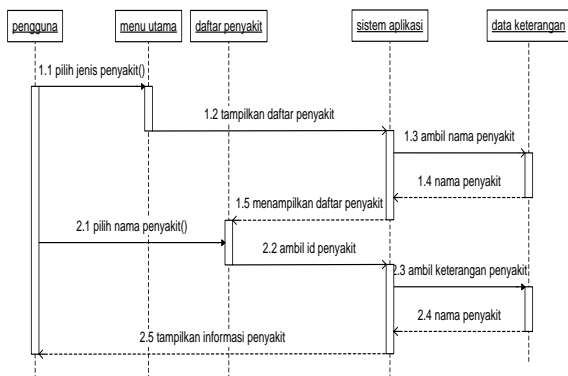 pengguna
menu utama
daftar penyakit
sistem aplikasi
data keterangan
1.1 pilih jenis penyakit()
1.2 tampilkan daftar penyakit
1.3 ambil nama penyakit
1.4 nama penyakit
1.5 menampilkan daftar penyakit
2.1 pilih nama penyakit()
2.2 ambil id penyakit
2.3 ambil keterangan penyakit
2.4 nama penyakit
2.5 tampilkan informasi penyakit